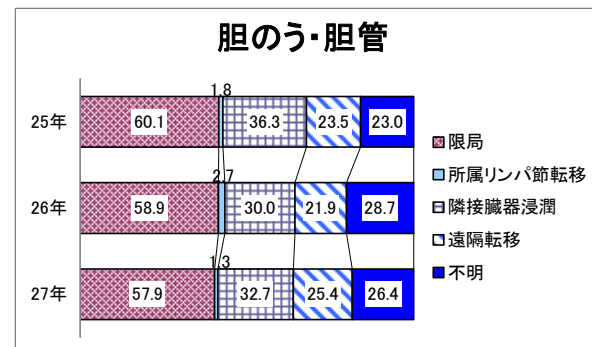 胆のう・胆管
25年
60.1
1.8
36.3
23.5
23.0
26年
58.9
2.7
30.0
21.9
28.7
27年
57.9
1.3
32.7
25.4
26.4
限局
所属リンパ節転移
隣接臓器浸潤
遠隔転移
不明